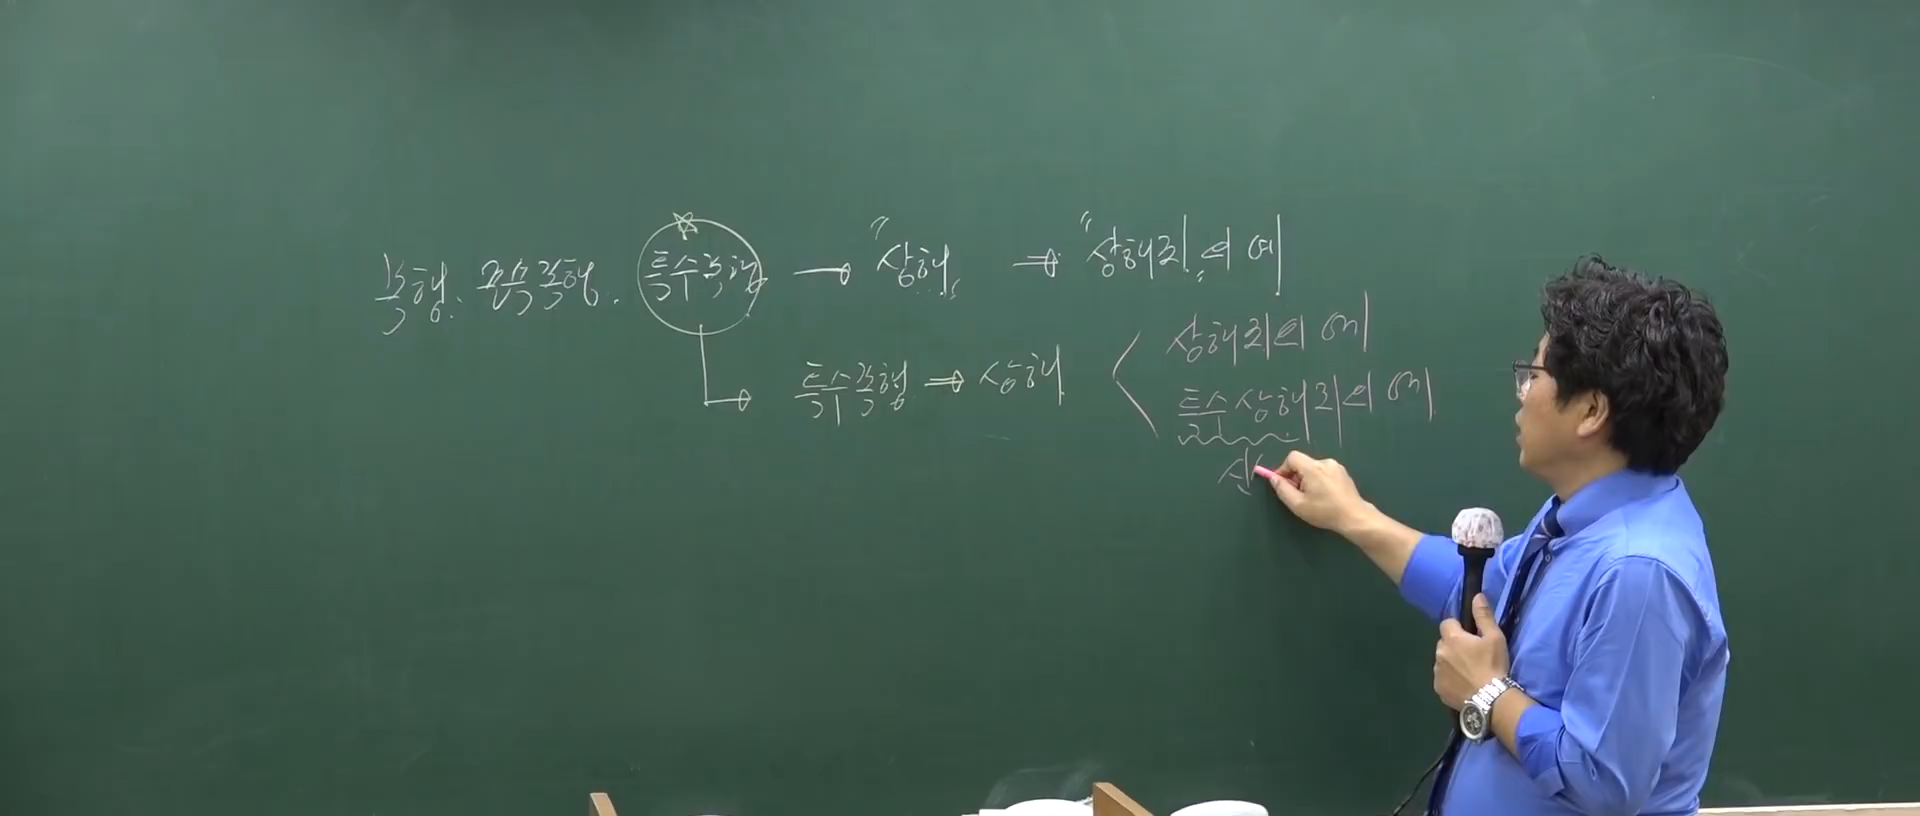 폭행. 존속폭행. 특수폭행 → "상해" ⇒ "상해죄"의 예
상해죄의 예
특수폭행 ⇒ 상해
특수상해죄의 예